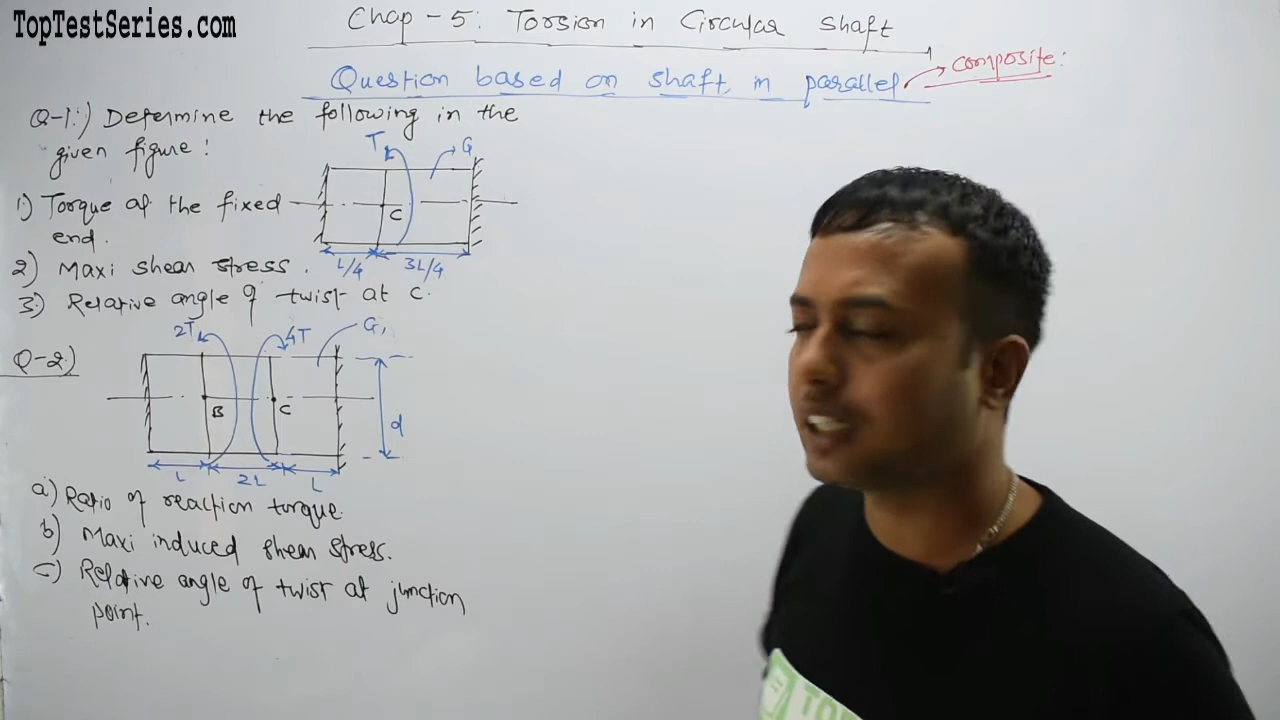 TopTestSeries.com
Chap - 5: Torsion in Circular shaft
Question based on shaft in parallel
composite:
Q-1:) Determine the following in the
given figure:
T
G
1) Torque at the fixed
end.
C
2) Maxi shear stress.
L/4
3L/4
3) Relative angle of twist at C.
Q-2)
2T
4T
G,
B
C
d
L
2L
L
a) Ratio of reaction torque.
b) Maxi induced shear stress.
c) Relative angle of twist at junction
point.